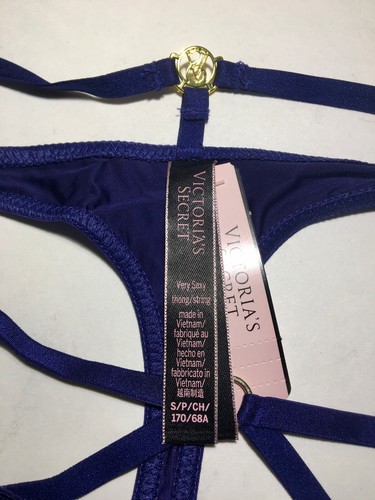 VICTORIA'S
SECRET
Very Sexy
thong/string
made in
Vietnam/
fabriqué au
Vietnam/
hecho en
Vietnam/
fabbricato in
Vietnam/
越南制造
S/P/CH/
170/68A
VICTORIA'S
SECRET